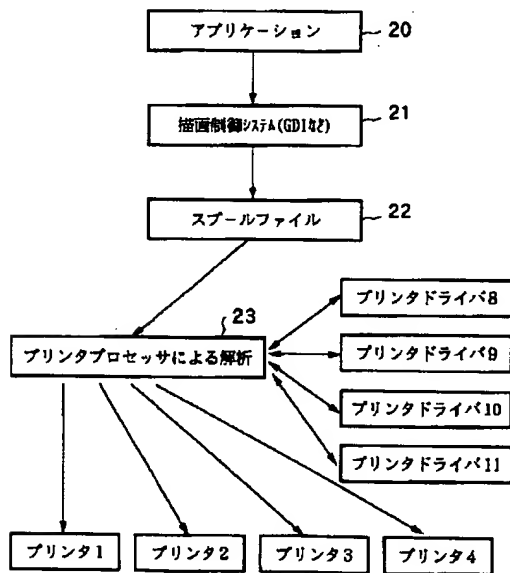 アプリケーション
20
描画制御システム(GDIなど)
21
スプールファイル
22
プリンタドライバ8
23
プリンタプロセッサによる解析
プリンタドライバ9
プリンタドライバ10
プリンタドライバ11
プリンタ1
プリンタ2
プリンタ3
プリンタ4